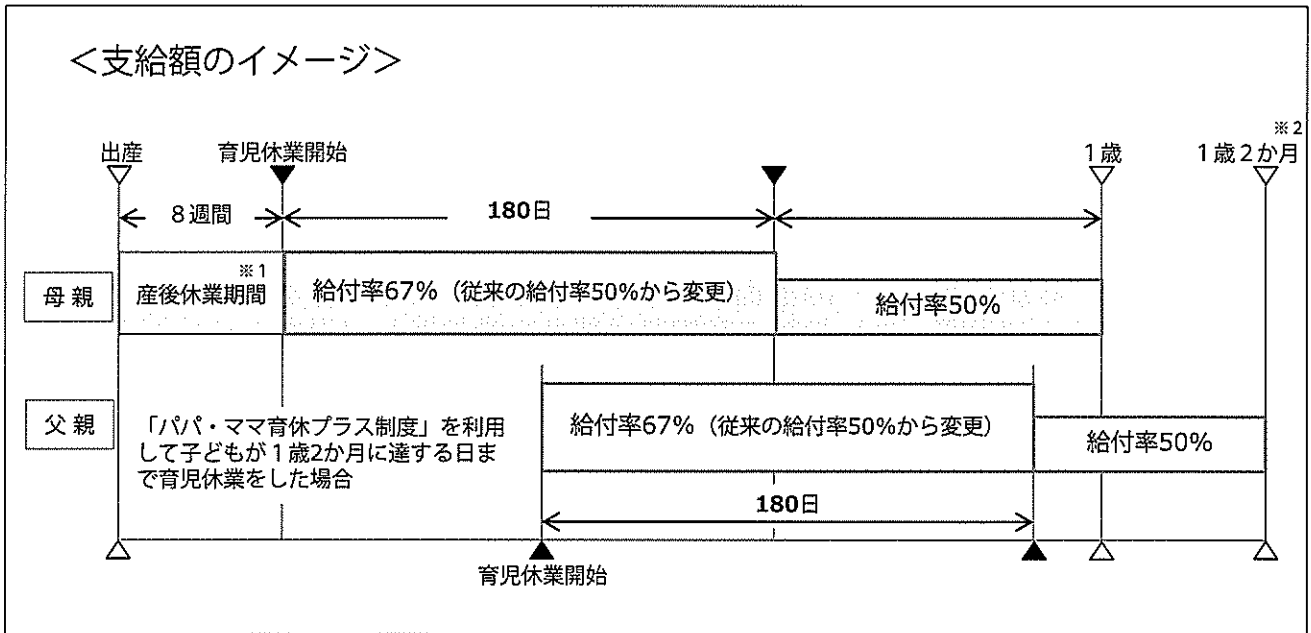 ＜支給額のイメージ＞
※2
出産 育児休業開始 1歳 1歳2か月
8週間 180日
※1
母親 産後休業期間 給付率67%（従来の給付率50%から変更） 給付率50%
父親 「パパ・ママ育休プラス制度」を利用
して子どもが1歳2か月に達する日ま
で育児休業をした場合
給付率67%（従来の給付率50%から変更） 給付率50%
180日
育児休業開始